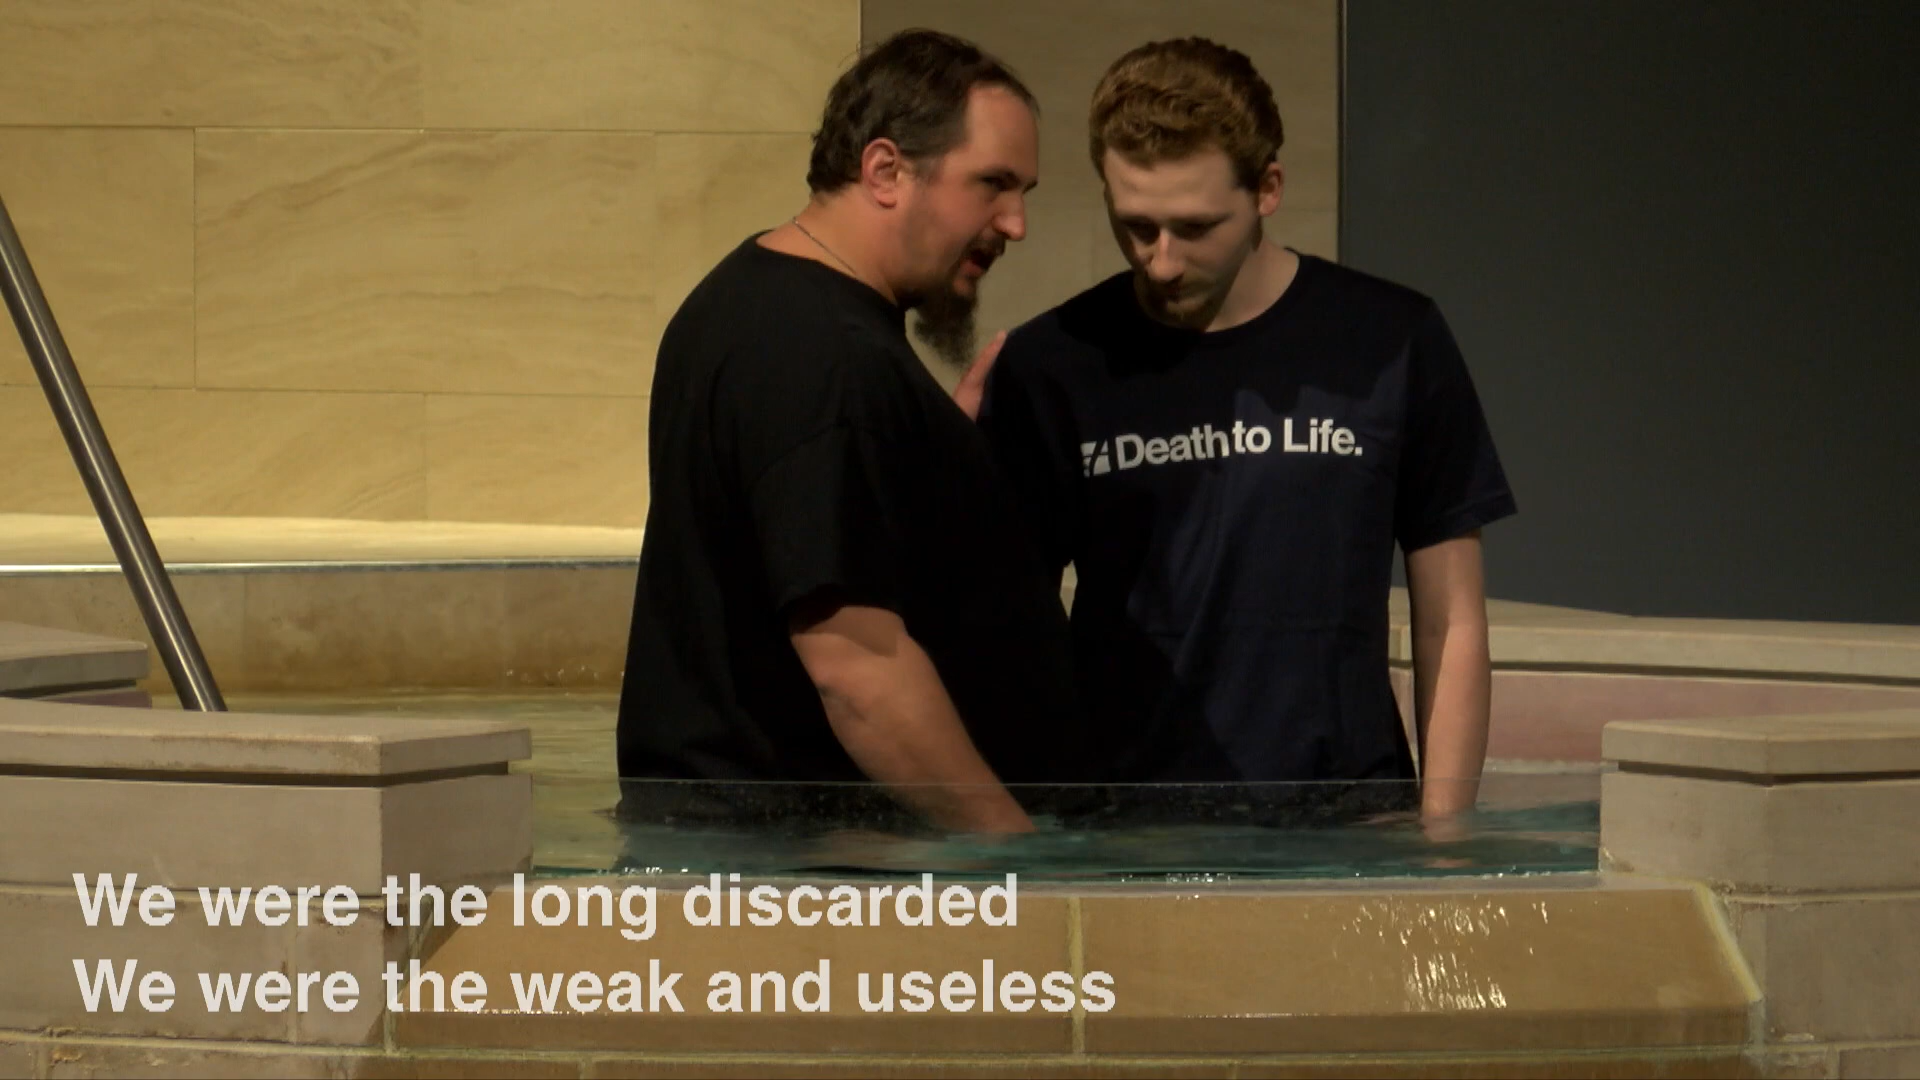 Death to Life.
We were the long discarded
We were the weak and useless